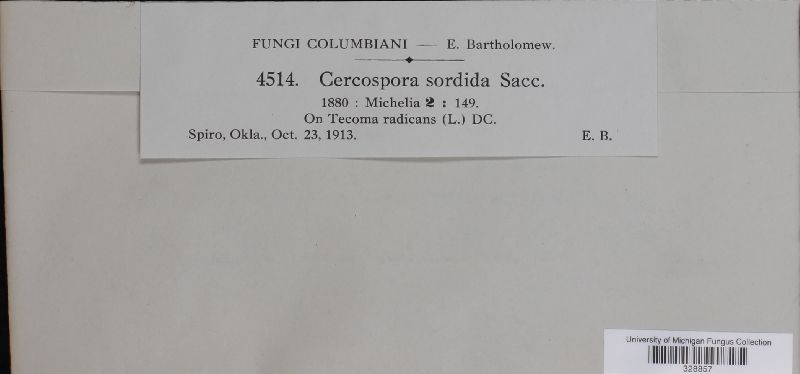 FUNGI COLUMBIANI — E. Bartholomew.
4514. Cercospora sordida Sacc.
1880 : Michelia 2 : 149.
On Tecoma radicans (L.) DC.
Spiro, Okla., Oct. 23, 1913. E. B.
University of Michigan Fungus Collection
328857